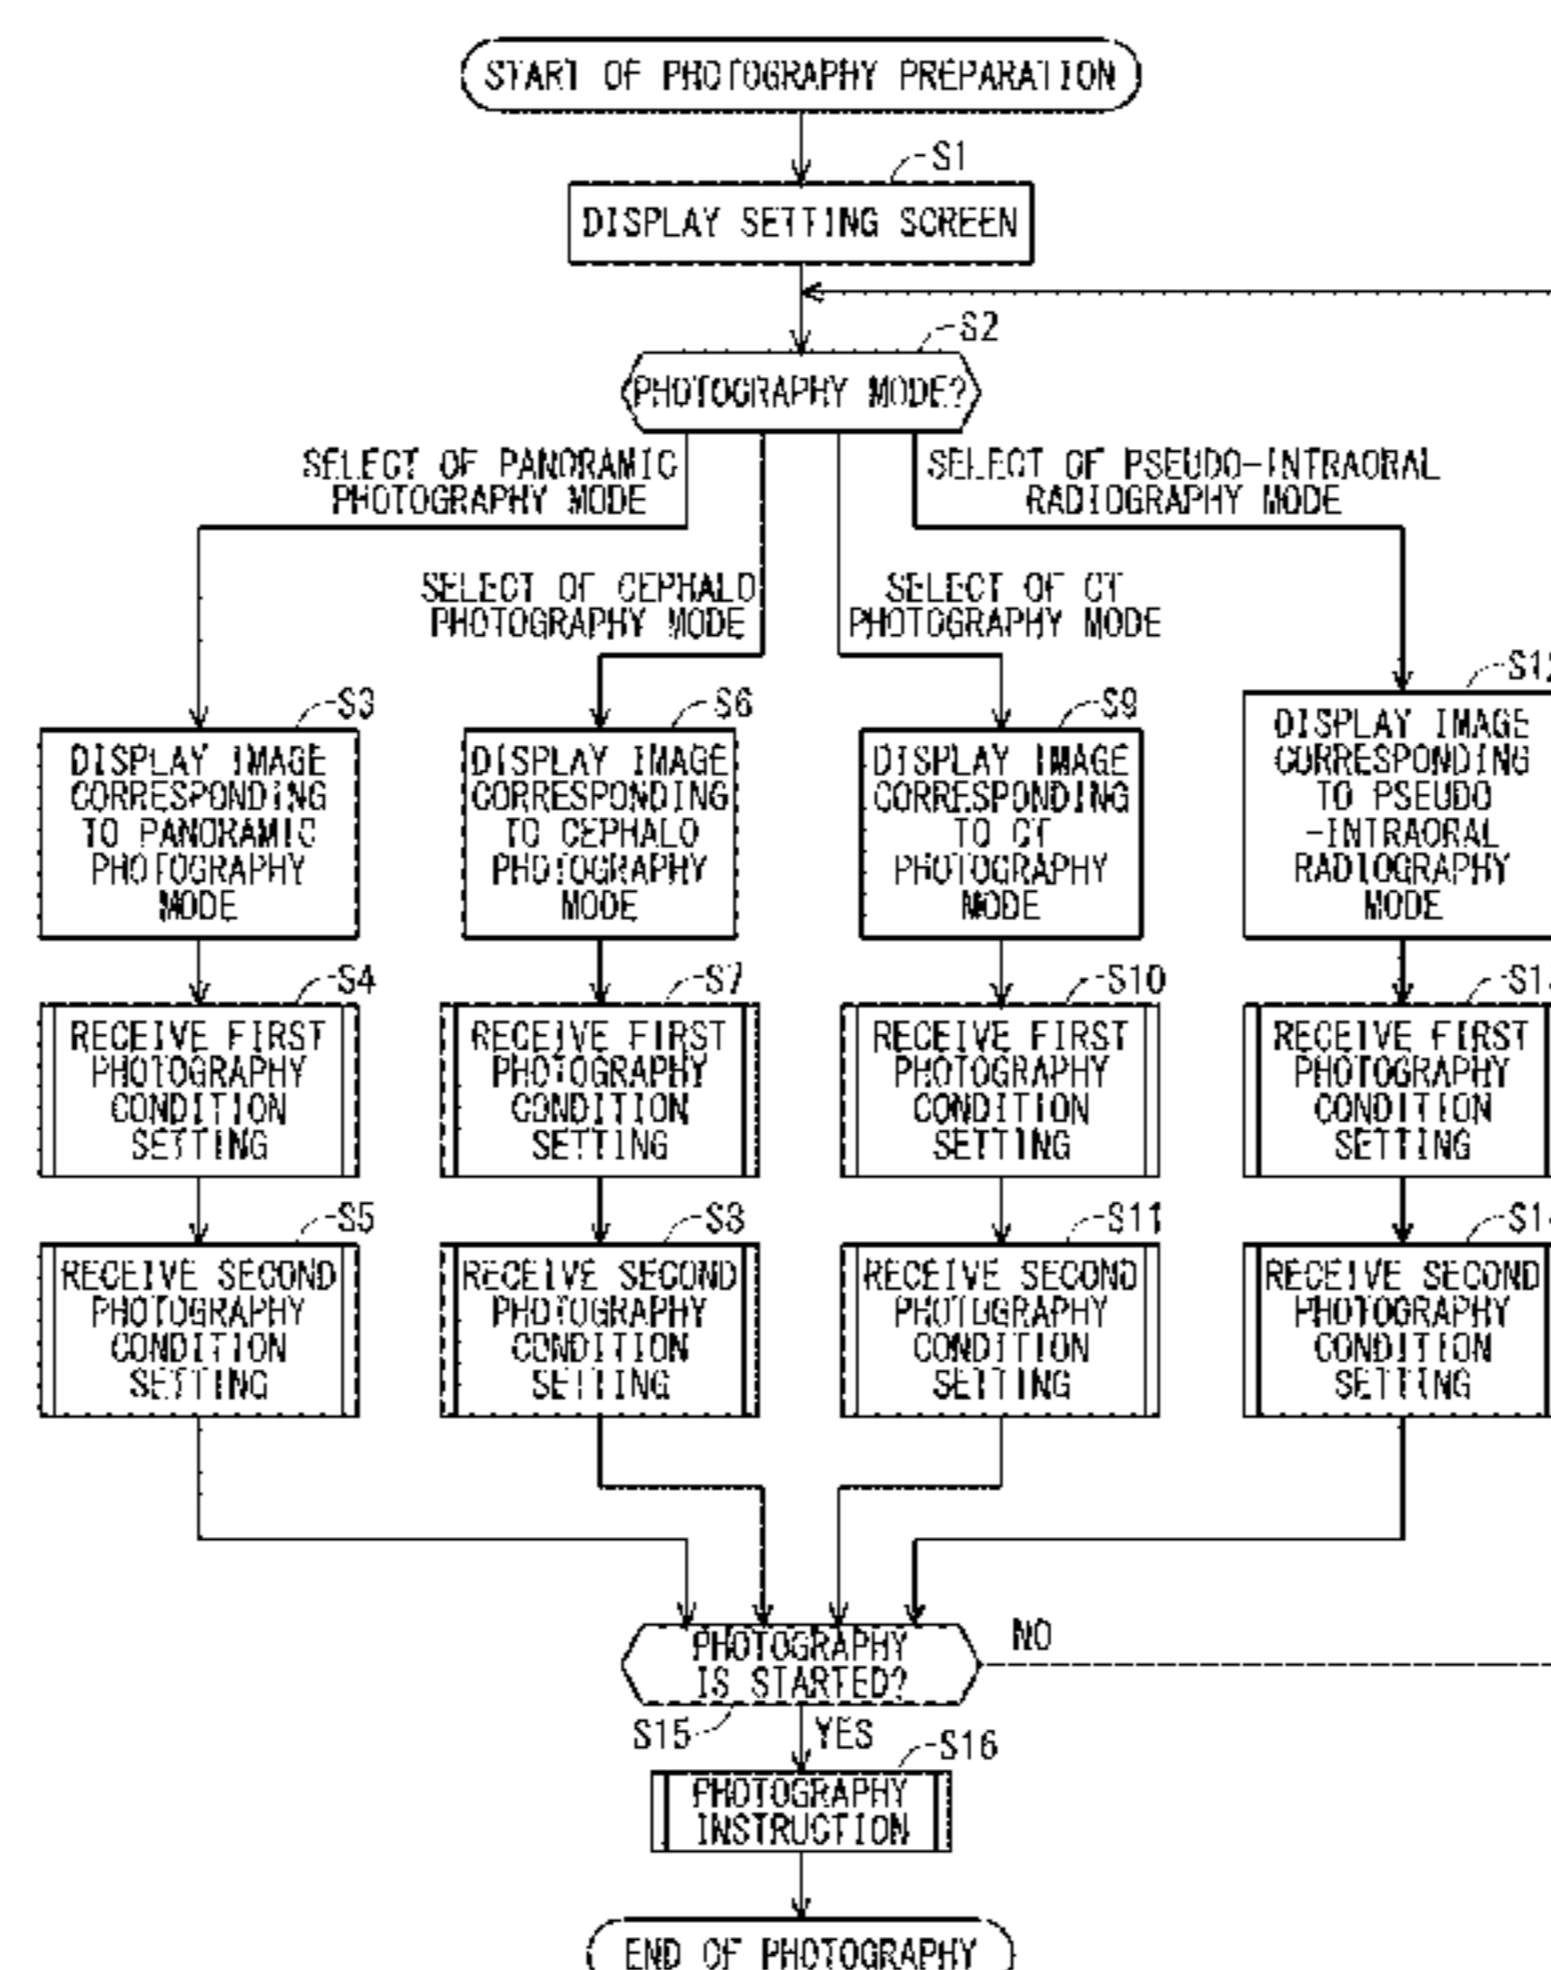 START OF PHOTOGRAPHY PREPARATION
S1
DISPLAY SETTING SCREEN
S2
PHOTOGRAPHY MODE?
SELECT OF PANORAMIC
PHOTOGRAPHY MODE
SELECT OF PSEUDO-INTRAORAL
RADIOGRAPHY MODE
SELECT OF CEPHALO
PHOTOGRAPHY MODE
SELECT OF CT
PHOTOGRAPHY MODE
S3
DISPLAY IMAGE
CORRESPONDING
TO PANORAMIC
PHOTOGRAPHY
MODE
S6
DISPLAY IMAGE
CORRESPONDING
TO CEPHALO
PHOTOGRAPHY
MODE
S9
DISPLAY IMAGE
CORRESPONDING
TO CT
PHOTOGRAPHY
MODE
DISPLAY IMAGE
CORRESPONDING
TO PSEUDO
-INTRAORAL
RADIOGRAPHY
MODE
S4
RECEIVE FIRST
PHOTOGRAPHY
CONDITION
SETTING
S7
RECEIVE FIRST
PHOTOGRAPHY
CONDITION
SETTING
S10
RECEIVE FIRST
PHOTOGRAPHY
CONDITION
SETTING
RECEIVE FIRST
PHOTOGRAPHY
CONDITION
SETTING
S5
RECEIVE SECOND
PHOTOGRAPHY
CONDITION
SETTING
S8
RECEIVE SECOND
PHOTOGRAPHY
CONDITION
SETTING
S11
RECEIVE SECOND
PHOTOGRAPHY
CONDITION
SETTING
RECEIVE SECOND
PHOTOGRAPHY
CONDITION
SETTING
PHOTOGRAPHY
IS STARTED?
NO
S15
YES
S16
PHOTOGRAPHY
INSTRUCTION
END OF PHOTOGRAPHY